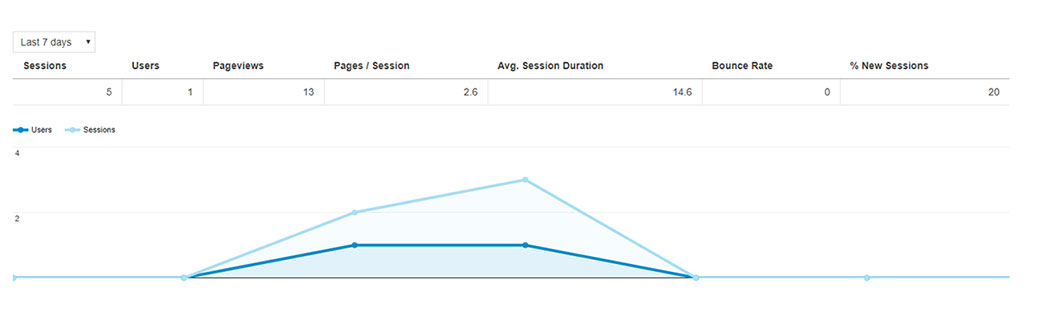 Last 7 days
Sessions Users Pageviews Pages / Session Avg. Session Duration Bounce Rate % New Sessions
5 1 13 2.6 14.6 0 20
Users Sessions
4
2